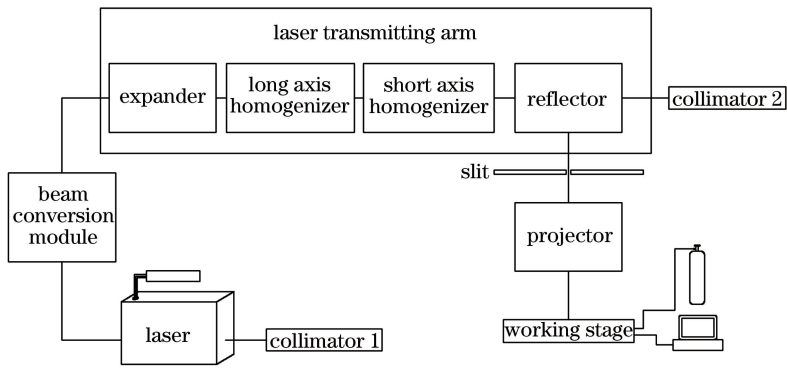 laser transmitting arm
expander
long axis
homogenizer
short axis
homogenizer
reflector
collimator 2
slit
beam
conversion
module
projector
laser
collimator 1
working stage